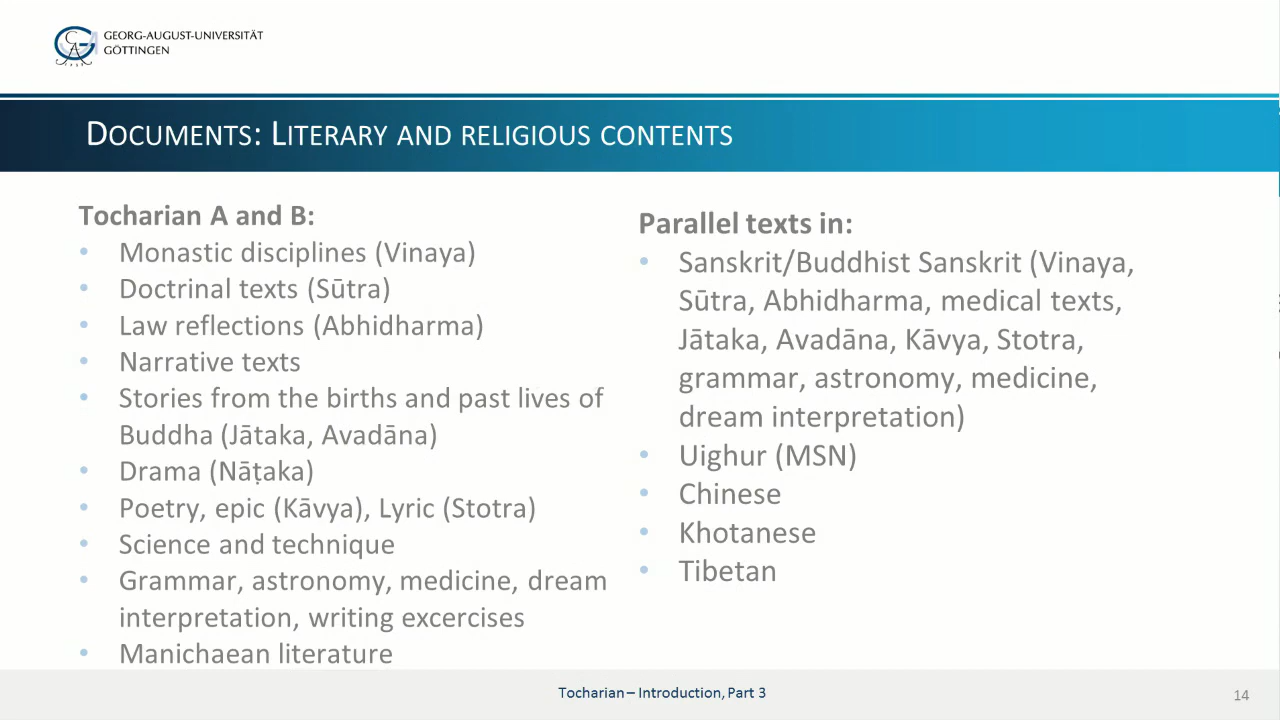 GEORG-AUGUST-UNIVERSITÄT
GÖTTINGEN
DOCUMENTS: LITERARY AND RELIGIOUS CONTENTS
Tocharian A and B:
• Monastic disciplines (Vinaya)
• Doctrinal texts (Sūtra)
• Law reflections (Abhidharma)
• Narrative texts
• Stories from the births and past lives of
Buddha (Jātaka, Avadāna)
• Drama (Nāṭaka)
• Poetry, epic (Kāvya), Lyric (Stotra)
• Science and technique
• Grammar, astronomy, medicine, dream
interpretation, writing excercises
• Manichaean literature
Parallel texts in:
• Sanskrit/Buddhist Sanskrit (Vinaya,
Sūtra, Abhidharma, medical texts,
Jātaka, Avadāna, Kāvya, Stotra,
grammar, astronomy, medicine,
dream interpretation)
• Uighur (MSN)
• Chinese
• Khotanese
• Tibetan
Tocharian – Introduction, Part 3
14